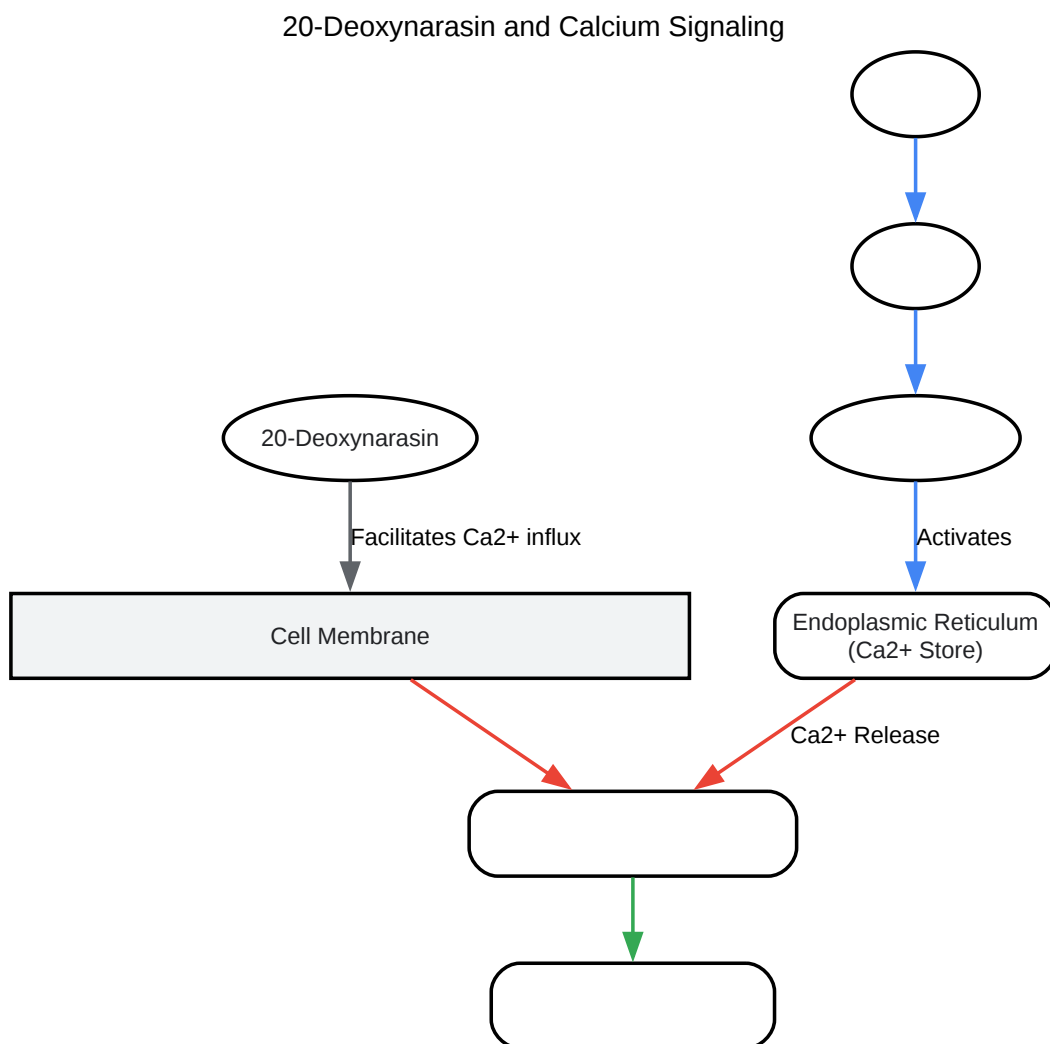 20-Deoxynarasin and Calcium Signaling
20-Deoxynarasin
Facilitates Ca2+ influx
Activates
Cell Membrane
Endoplasmic Reticulum
(Ca2+ Store)
Ca2+ Release